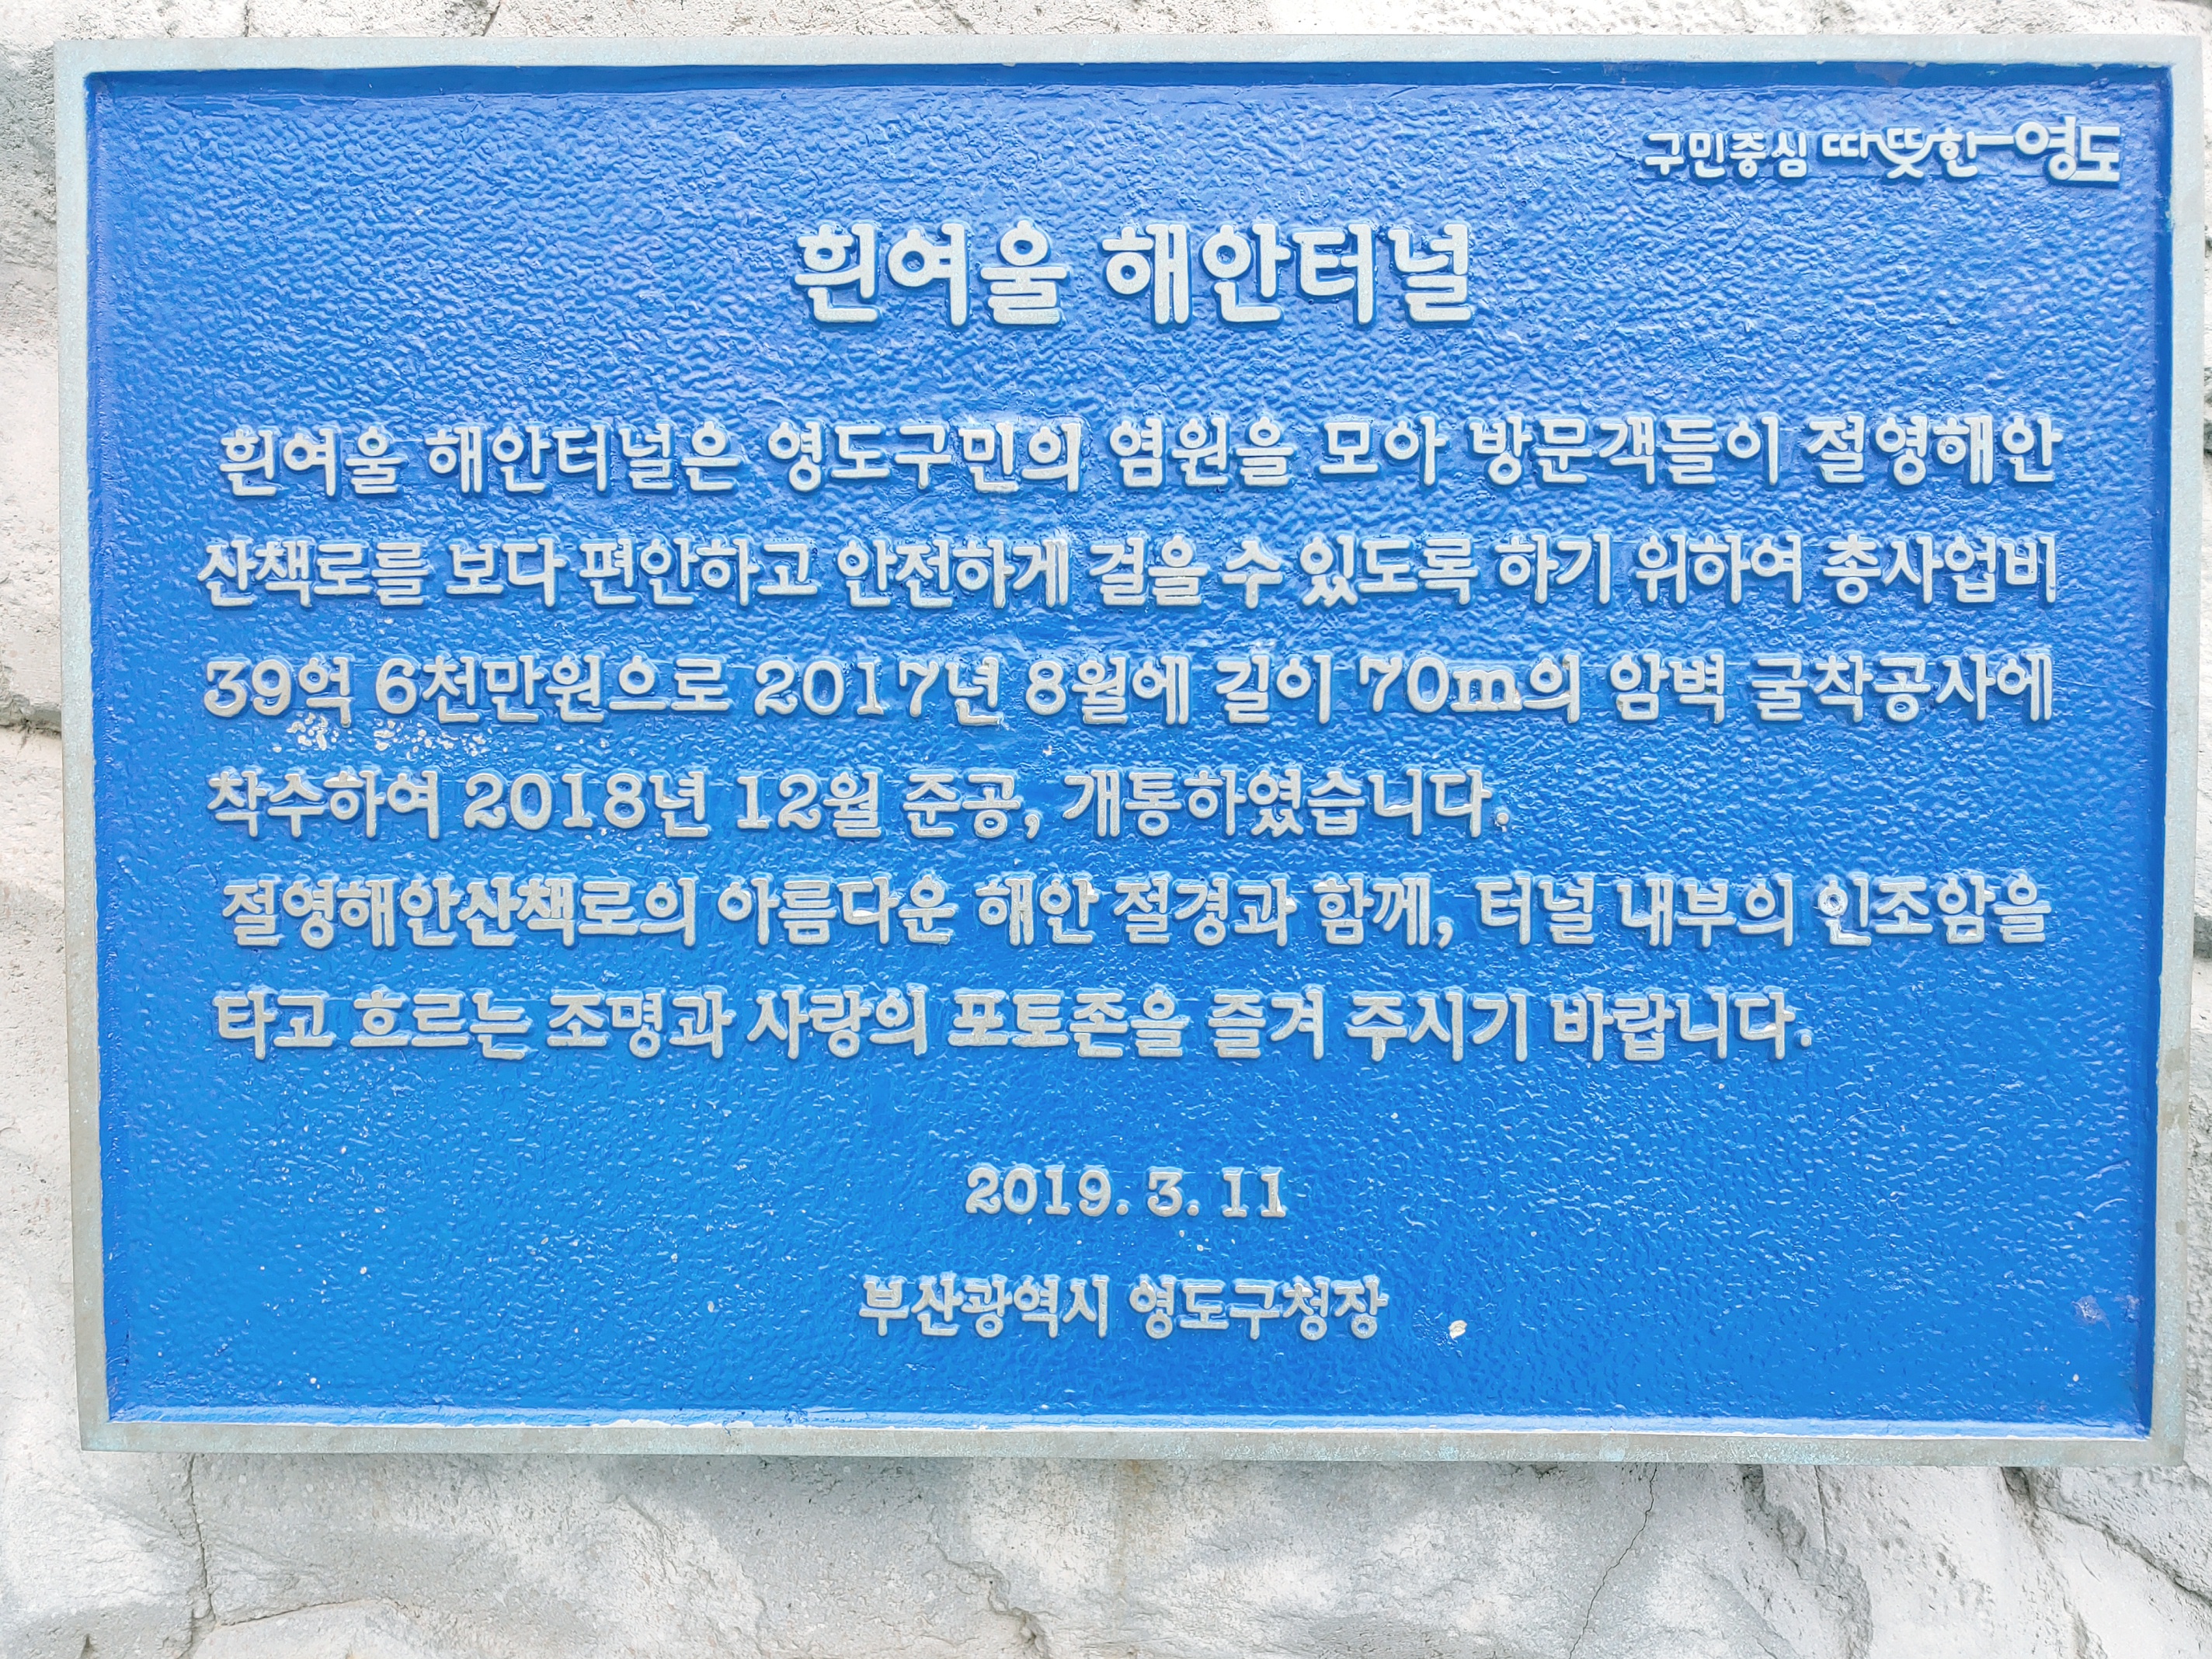 구민중심 따뜻한 영도
흰여울 해안터널
흰여울 해안터널은 영도구민의 염원을 모아 방문객들이 절영해안
산책로를 보다 편안하고 안전하게 걸을 수 있도록 하기 위하여 총사업비
39억 6천만원으로 2017년 8월에 길이 70m의 암벽 굴착공사에
착수하여 2018년 12월 준공, 개통하였습니다.
절영해안산책로의 아름다운 해안 절경과 함께, 터널 내부의 인조암을
타고 흐르는 조명과 사랑의 포토존을 즐겨 주시기 바랍니다.
2019. 3. 11
부산광역시 영도구청장